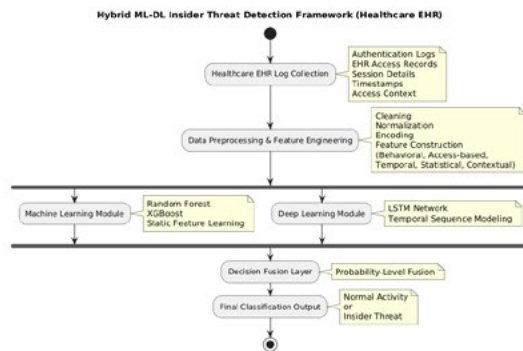 Hybrid ML-DL Insider Threat Detection Framework (Healthcare EHR)
Healthcare EHR Log Collection
Authentication Logs
EHR Access Records
Session Details
Timestamps
Access Context
Data Preprocessing & Feature Engineering
Cleaning
Normalization
Encoding
Feature Construction
(Behavioral, Access-based,
Temporal, Statistical, Contextual)
Machine Learning Module
Random Forest
XGBoost
Static Feature Learning
Deep Learning Module
LSTM Network
Temporal Sequence Modeling
Decision Fusion Layer
Probability-Level Fusion
Final Classification Output
Normal Activity
or
Insider Threat